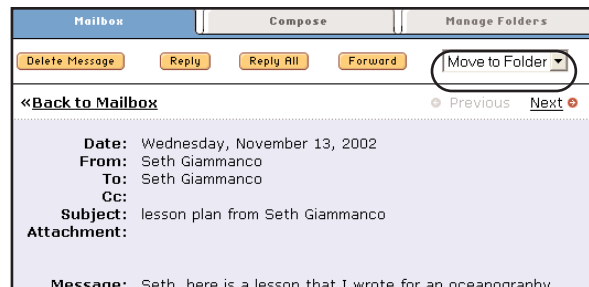 Mailbox Compose Manage Folders
Delete Message Reply Reply All Forward Move to Folder
«Back to Mailbox Previous Next
Date: Wednesday, November 13, 2002
From: Seth Giammanco
To: Seth Giammanco
Cc:
Subject: lesson plan from Seth Giammanco
Attachment:
Message: Seth, here is a lesson that I wrote for an oceanography